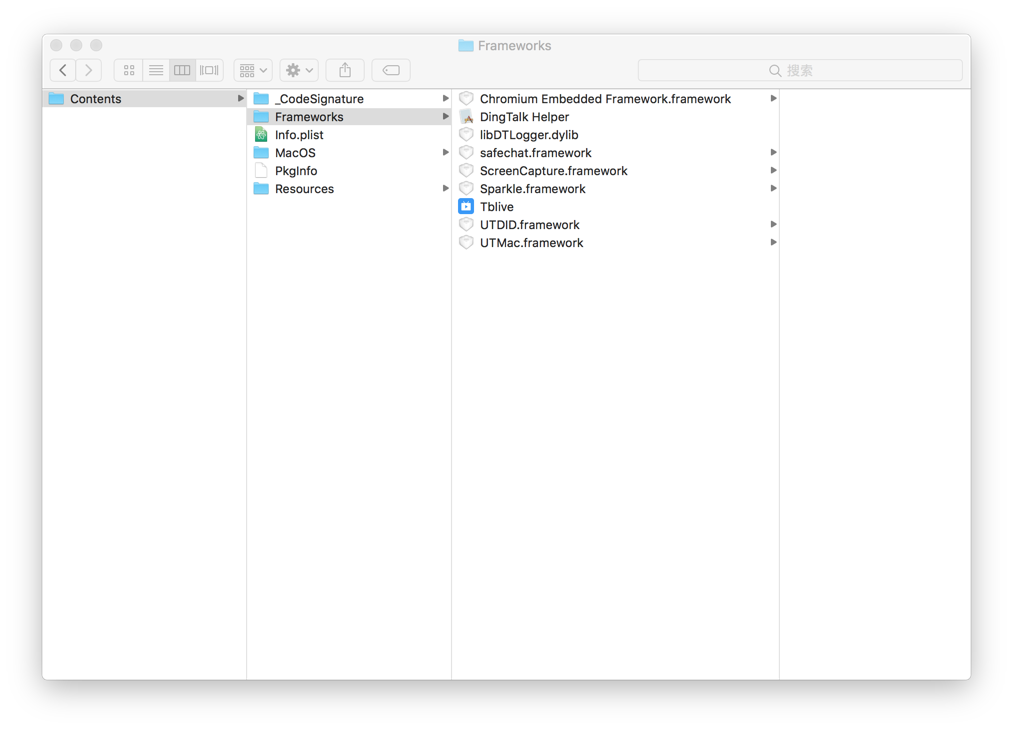 Frameworks
搜索
Contents
_CodeSignature
Frameworks
Info.plist
MacOS
PkgInfo
Resources
Chromium Embedded Framework.framework
DingTalk Helper
libDTLogger.dylib
safechat.framework
ScreenCapture.framework
Sparkle.framework
Tblive
UTDID.framework
UTMac.framework